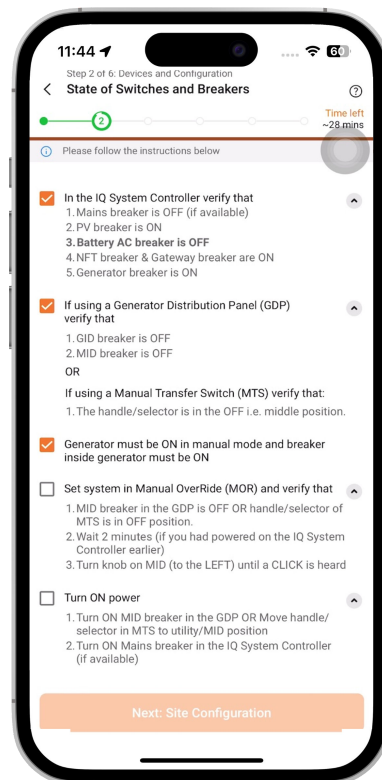 11:44
60
Step 2 of 6: Devices and Configuration
State of Switches and Breakers
2
Time left
~28 mins
Please follow the instructions below
In the IQ System Controller verify that
1. Mains breaker is OFF (if available)
2. PV breaker is ON
3. Battery AC breaker is OFF
4. NFT breaker & Gateway breaker are ON
5. Generator breaker is ON
If using a Generator Distribution Panel (GDP)
verify that
1. GID breaker is OFF
2. MID breaker is OFF
OR
If using a Manual Transfer Switch (MTS) verify that:
1. The handle/selector is in the OFF i.e. middle position.
Generator must be ON in manual mode and breaker
inside generator must be ON
Set system in Manual OverRide (MOR) and verify that
1. MID breaker in the GDP is OFF OR handle/selector of
MTS is in OFF position.
2. Wait 2 minutes (if you had powered on the IQ System
Controller earlier)
3. Turn knob on MID (to the LEFT) until a CLICK is heard
Turn ON power
1. Turn ON MID breaker in the GDP OR Move handle/
selector in MTS to utility/MID position
2. Turn ON Mains breaker in the IQ System Controller
(if available)
Next: Site Configuration